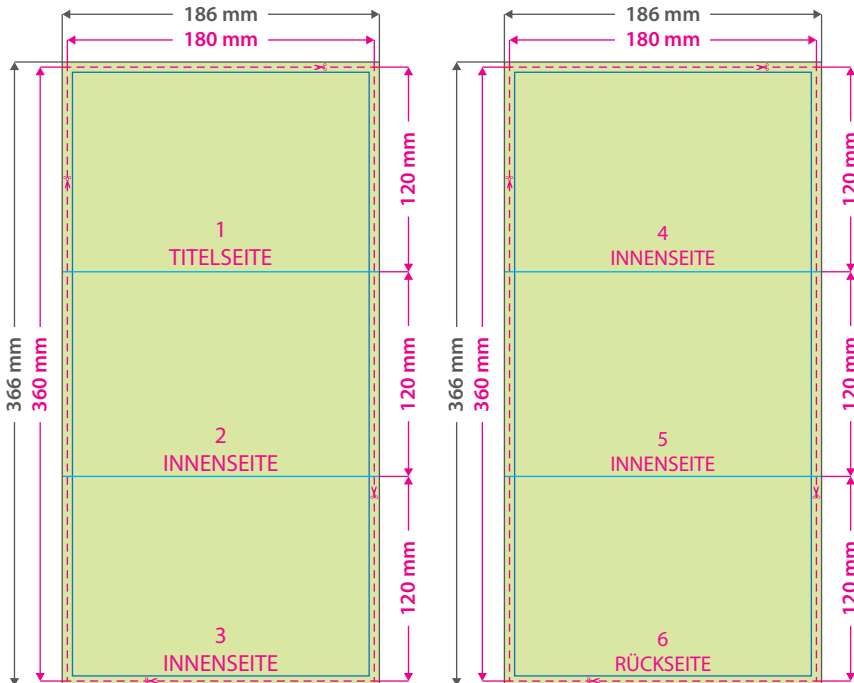 186 mm
180 mm
366 mm
360 mm
120 mm
120 mm
120 mm
1
TITELSEITE
2
INNENSEITE
3
INNENSEITE
186 mm
180 mm
366 mm
360 mm
120 mm
120 mm
120 mm
4
INNENSEITE
5
INNENSEITE
6
RÜCKSEITE